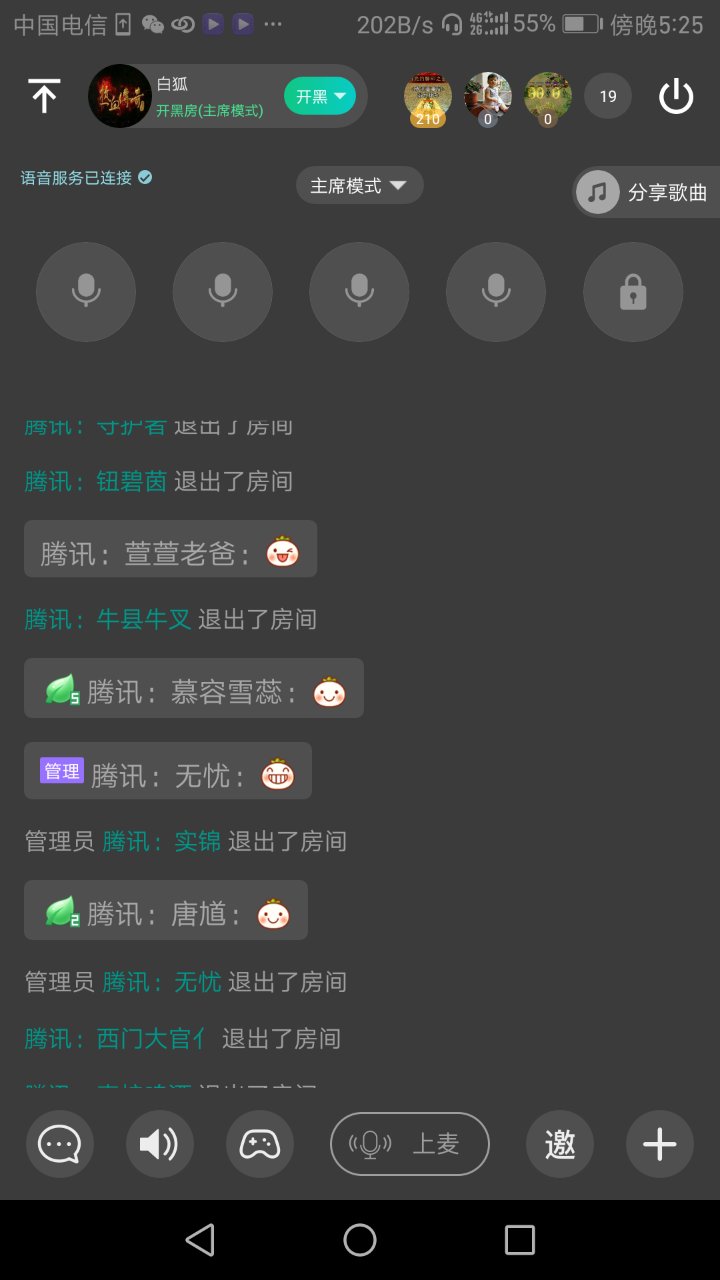 中国电信 202B/s 4G 2G 55% 傍晚5:25
白狐
开黑房(主席模式)
开黑
210
0
0
19
语音服务已连接
主席模式
分享歌曲
腾讯：守护者 退出了房间
腾讯：钮碧茵 退出了房间
腾讯：萱萱老爸：
腾讯：牛县牛叉 退出了房间
5 腾讯：慕容雪蕊：
管理 腾讯：无忧：
管理员 腾讯：实锦 退出了房间
2 腾讯：唐馗：
管理员 腾讯：无忧 退出了房间
腾讯：西门大官亻 退出了房间
上麦
邀